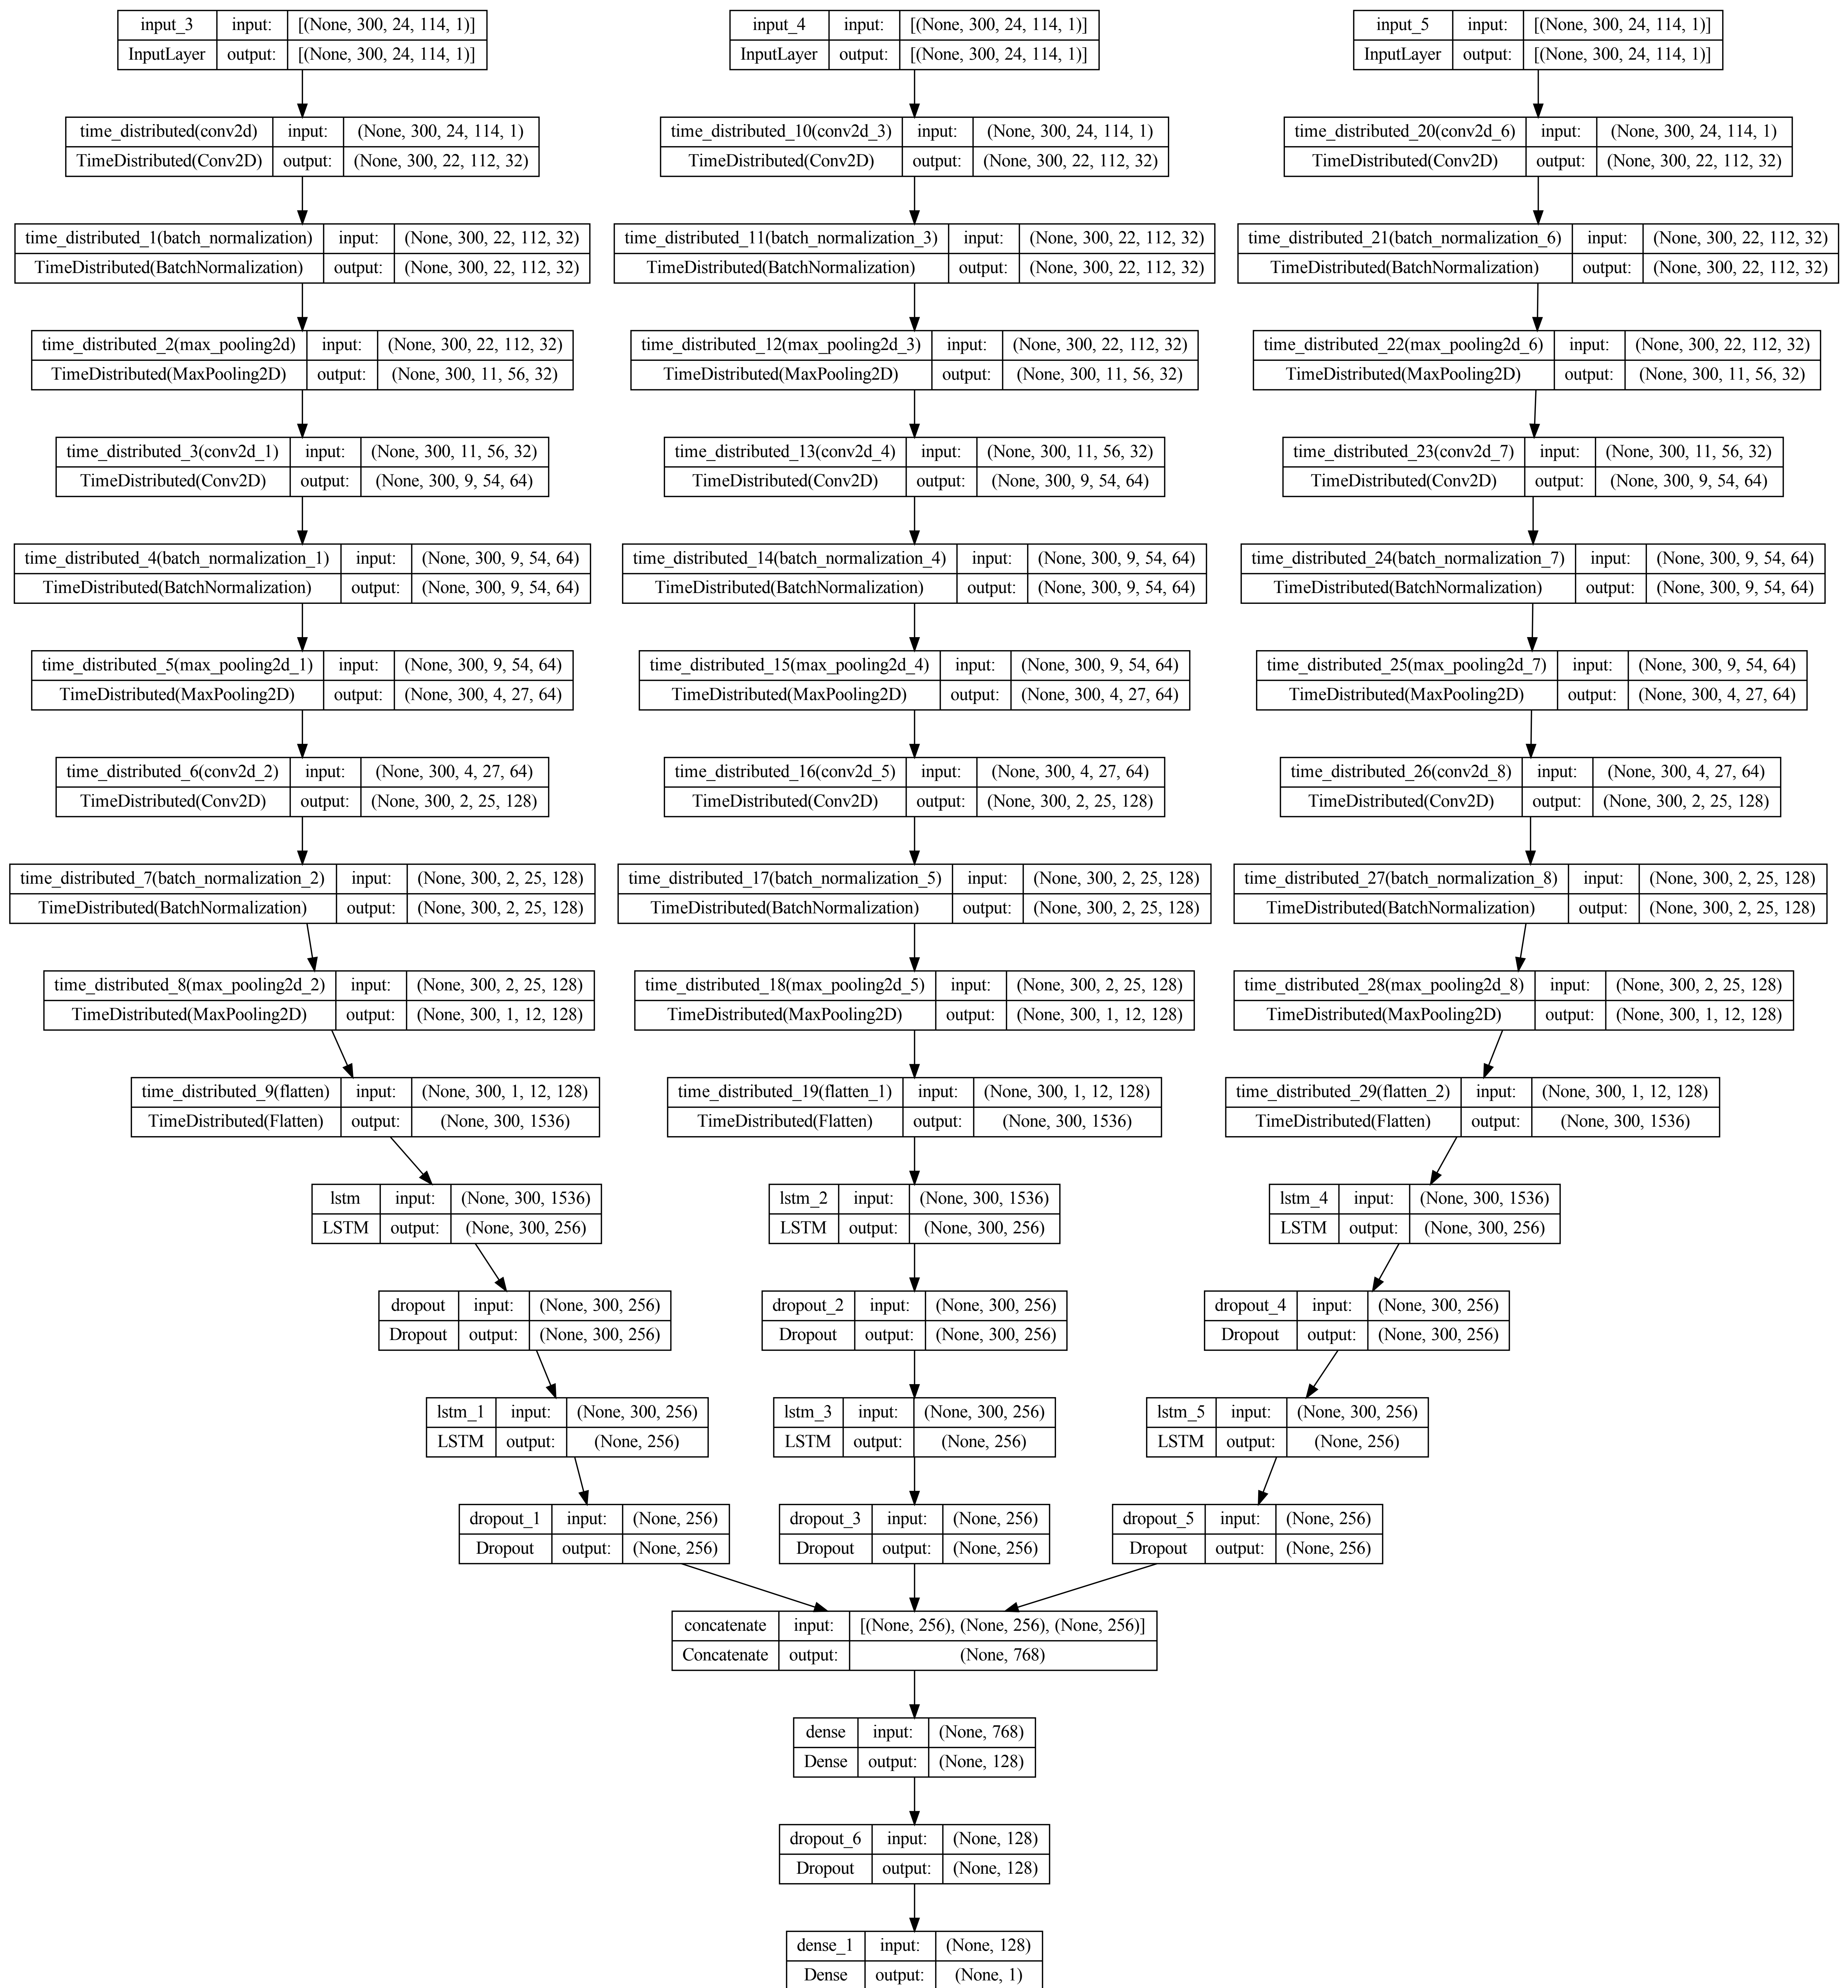 input_3 input: [(None, 300, 24, 114, 1)]
InputLayer output: [(None, 300, 24, 114, 1)]
input_4 input: [(None, 300, 24, 114, 1)]
InputLayer output: [(None, 300, 24, 114, 1)]
input_5 input: [(None, 300, 24, 114, 1)]
InputLayer output: [(None, 300, 24, 114, 1)]
time_distributed(conv2d) input: (None, 300, 24, 114, 1)
TimeDistributed(Conv2D) output: (None, 300, 22, 112, 32)
time_distributed_10(conv2d_3) input: (None, 300, 24, 114, 1)
TimeDistributed(Conv2D) output: (None, 300, 22, 112, 32)
time_distributed_20(conv2d_6) input: (None, 300, 24, 114, 1)
TimeDistributed(Conv2D) output: (None, 300, 22, 112, 32)
time_distributed_1(batch_normalization) input: (None, 300, 22, 112, 32)
TimeDistributed(BatchNormalization) output: (None, 300, 22, 112, 32)
time_distributed_11(batch_normalization_3) input: (None, 300, 22, 112, 32)
TimeDistributed(BatchNormalization) output: (None, 300, 22, 112, 32)
time_distributed_21(batch_normalization_6) input: (None, 300, 22, 112, 32)
TimeDistributed(BatchNormalization) output: (None, 300, 22, 112, 32)
time_distributed_2(max_pooling2d) input: (None, 300, 22, 112, 32)
TimeDistributed(MaxPooling2D) output: (None, 300, 11, 56, 32)
time_distributed_12(max_pooling2d_3) input: (None, 300, 22, 112, 32)
TimeDistributed(MaxPooling2D) output: (None, 300, 11, 56, 32)
time_distributed_22(max_pooling2d_6) input: (None, 300, 22, 112, 32)
TimeDistributed(MaxPooling2D) output: (None, 300, 11, 56, 32)
time_distributed_3(conv2d_1) input: (None, 300, 11, 56, 32)
TimeDistributed(Conv2D) output: (None, 300, 9, 54, 64)
time_distributed_13(conv2d_4) input: (None, 300, 11, 56, 32)
TimeDistributed(Conv2D) output: (None, 300, 9, 54, 64)
time_distributed_23(conv2d_7) input: (None, 300, 11, 56, 32)
TimeDistributed(Conv2D) output: (None, 300, 9, 54, 64)
time_distributed_4(batch_normalization_1) input: (None, 300, 9, 54, 64)
TimeDistributed(BatchNormalization) output: (None, 300, 9, 54, 64)
time_distributed_14(batch_normalization_4) input: (None, 300, 9, 54, 64)
TimeDistributed(BatchNormalization) output: (None, 300, 9, 54, 64)
time_distributed_24(batch_normalization_7) input: (None, 300, 9, 54, 64)
TimeDistributed(BatchNormalization) output: (None, 300, 9, 54, 64)
time_distributed_5(max_pooling2d_1) input: (None, 300, 9, 54, 64)
TimeDistributed(MaxPooling2D) output: (None, 300, 4, 27, 64)
time_distributed_15(max_pooling2d_4) input: (None, 300, 9, 54, 64)
TimeDistributed(MaxPooling2D) output: (None, 300, 4, 27, 64)
time_distributed_25(max_pooling2d_7) input: (None, 300, 9, 54, 64)
TimeDistributed(MaxPooling2D) output: (None, 300, 4, 27, 64)
time_distributed_6(conv2d_2) input: (None, 300, 4, 27, 64)
TimeDistributed(Conv2D) output: (None, 300, 2, 25, 128)
time_distributed_16(conv2d_5) input: (None, 300, 4, 27, 64)
TimeDistributed(Conv2D) output: (None, 300, 2, 25, 128)
time_distributed_26(conv2d_8) input: (None, 300, 4, 27, 64)
TimeDistributed(Conv2D) output: (None, 300, 2, 25, 128)
time_distributed_7(batch_normalization_2) input: (None, 300, 2, 25, 128)
TimeDistributed(BatchNormalization) output: (None, 300, 2, 25, 128)
time_distributed_17(batch_normalization_5) input: (None, 300, 2, 25, 128)
TimeDistributed(BatchNormalization) output: (None, 300, 2, 25, 128)
time_distributed_27(batch_normalization_8) input: (None, 300, 2, 25, 128)
TimeDistributed(BatchNormalization) output: (None, 300, 2, 25, 128)
time_distributed_8(max_pooling2d_2) input: (None, 300, 2, 25, 128)
TimeDistributed(MaxPooling2D) output: (None, 300, 1, 12, 128)
time_distributed_18(max_pooling2d_5) input: (None, 300, 2, 25, 128)
TimeDistributed(MaxPooling2D) output: (None, 300, 1, 12, 128)
time_distributed_28(max_pooling2d_8) input: (None, 300, 2, 25, 128)
TimeDistributed(MaxPooling2D) output: (None, 300, 1, 12, 128)
time_distributed_9(flatten) input: (None, 300, 1, 12, 128)
TimeDistributed(Flatten) output: (None, 300, 1536)
time_distributed_19(flatten_1) input: (None, 300, 1, 12, 128)
TimeDistributed(Flatten) output: (None, 300, 1536)
time_distributed_29(flatten_2) input: (None, 300, 1, 12, 128)
TimeDistributed(Flatten) output: (None, 300, 1536)
lstm input: (None, 300, 1536)
LSTM output: (None, 300, 256)
lstm_2 input: (None, 300, 1536)
LSTM output: (None, 300, 256)
lstm_4 input: (None, 300, 1536)
LSTM output: (None, 300, 256)
dropout input: (None, 300, 256)
Dropout output: (None, 300, 256)
dropout_2 input: (None, 300, 256)
Dropout output: (None, 300, 256)
dropout_4 input: (None, 300, 256)
Dropout output: (None, 300, 256)
lstm_1 input: (None, 300, 256)
LSTM output: (None, 256)
lstm_3 input: (None, 300, 256)
LSTM output: (None, 256)
lstm_5 input: (None, 300, 256)
LSTM output: (None, 256)
dropout_1 input: (None, 256)
Dropout output: (None, 256)
dropout_3 input: (None, 256)
Dropout output: (None, 256)
dropout_5 input: (None, 256)
Dropout output: (None, 256)
concatenate input: [(None, 256), (None, 256), (None, 256)]
Concatenate output: (None, 768)
dense input: (None, 768)
Dense output: (None, 128)
dropout_6 input: (None, 128)
Dropout output: (None, 128)
dense_1 input: (None, 128)
Dense output: (None, 1)